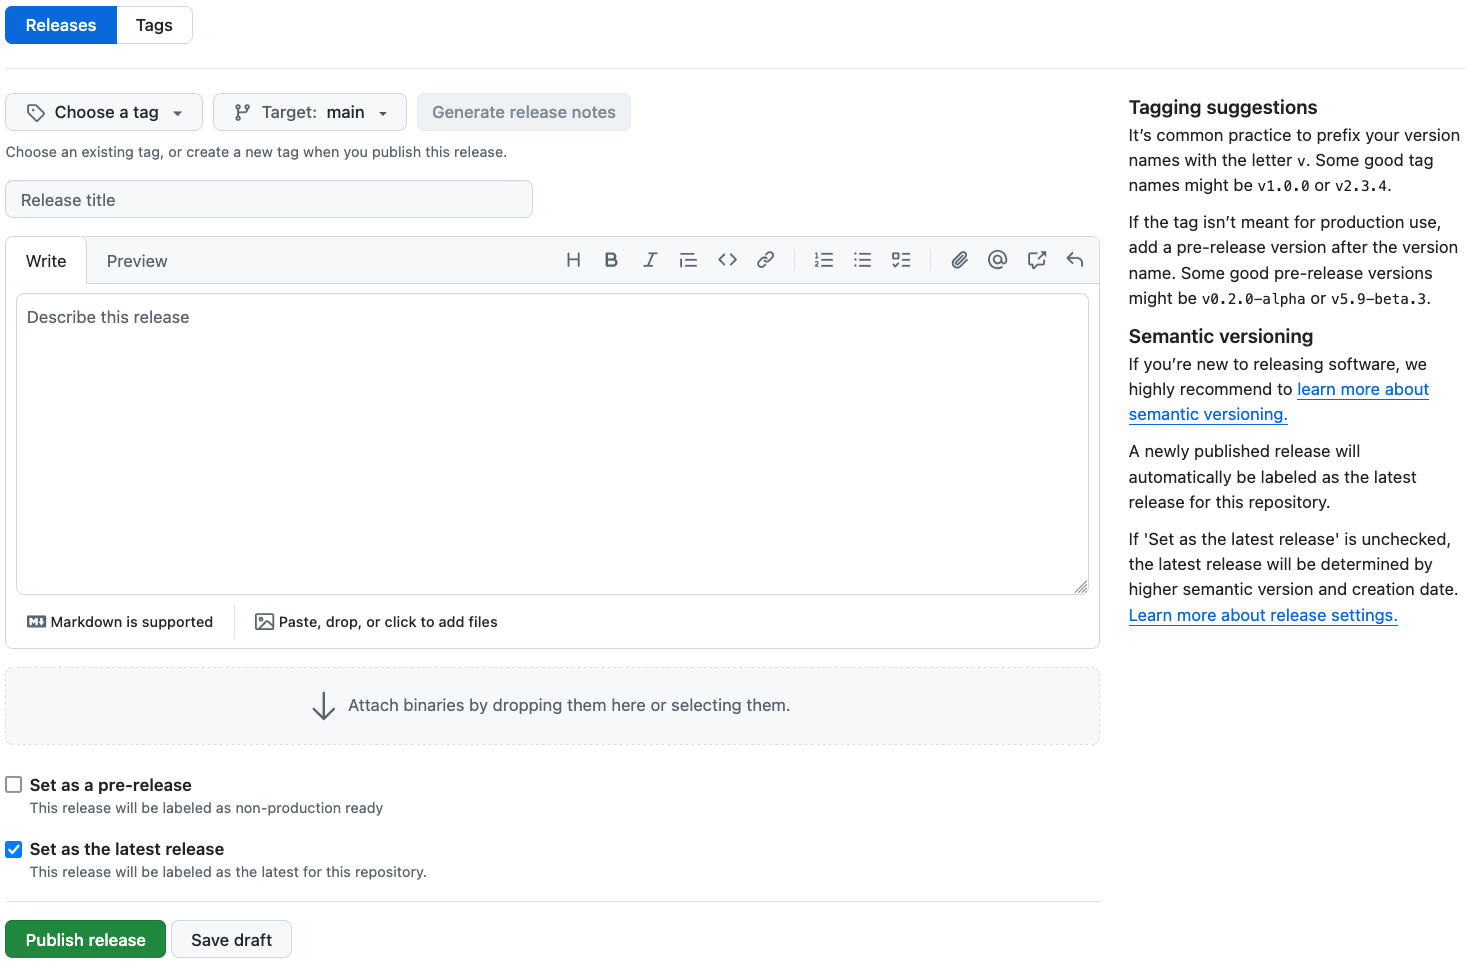 Releases
Tags
Choose a tag
Target: main
Generate release notes
Choose an existing tag, or create a new tag when you publish this release.
Release title
Write
Preview
H B I
Describe this release
Markdown is supported
Paste, drop, or click to add files
Attach binaries by dropping them here or selecting them.
Set as a pre-release
This release will be labeled as non-production ready
Set as the latest release
This release will be labeled as the latest for this repository.
Publish release
Save draft
Tagging suggestions
It’s common practice to prefix your version
names with the letter v. Some good tag
names might be v1.0.0 or v2.3.4.
If the tag isn’t meant for production use,
add a pre-release version after the version
name. Some good pre-release versions
might be v0.2.0-alpha or v5.9-beta.3.
Semantic versioning
If you’re new to releasing software, we
highly recommend to learn more about
semantic versioning.
A newly published release will
automatically be labeled as the latest
release for this repository.
If 'Set as the latest release' is unchecked,
the latest release will be determined by
higher semantic version and creation date.
Learn more about release settings.